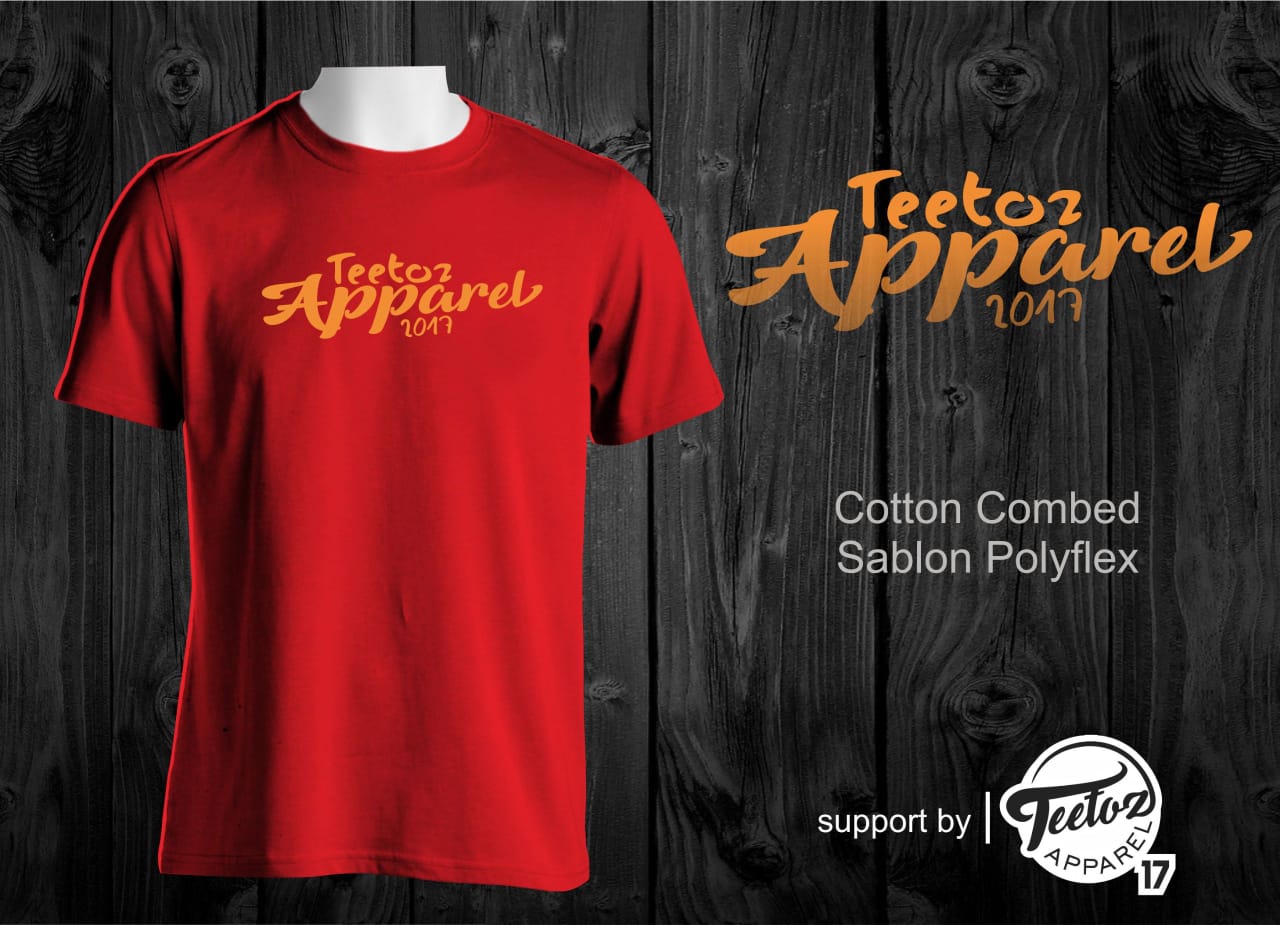 Teetoz
Apparel
2017
Teetoz
Apparel
2017
Cotton Combed
Sablon Polyflex
support by |
Teetoz
APPAREL
17